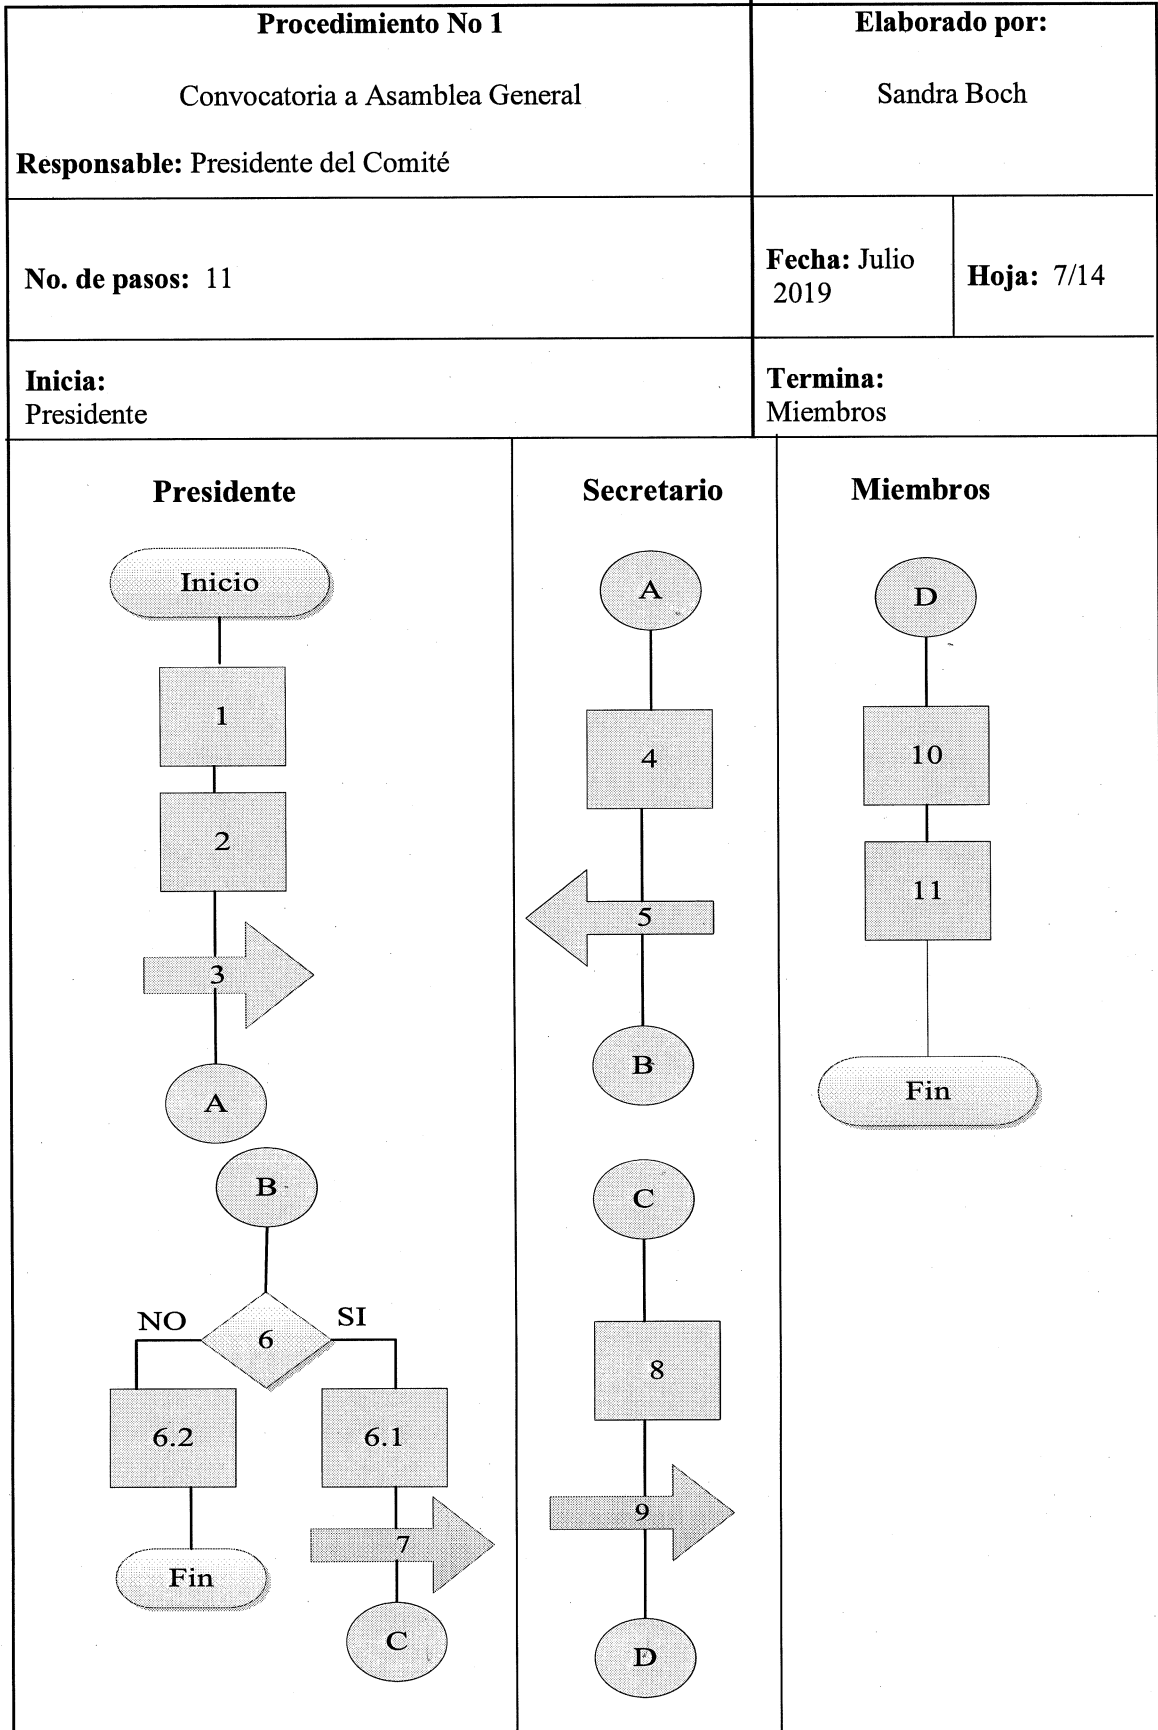 Procedimiento No 1
Convocatoria a Asamblea General
Responsable: Presidente del Comité
Elaborado por:
Sandra Boch
No. de pasos: 11
Fecha: Julio
2019
Hoja: 7/14
Inicia:
Presidente
Termina:
Miembros
Presidente
Inicio
1
2
3
A
B
NO
SI
6
6.2
6.1
7
Fin
C
Secretario
A
4
5
B
C
8
9
D
Miembros
D
10
11
Fin